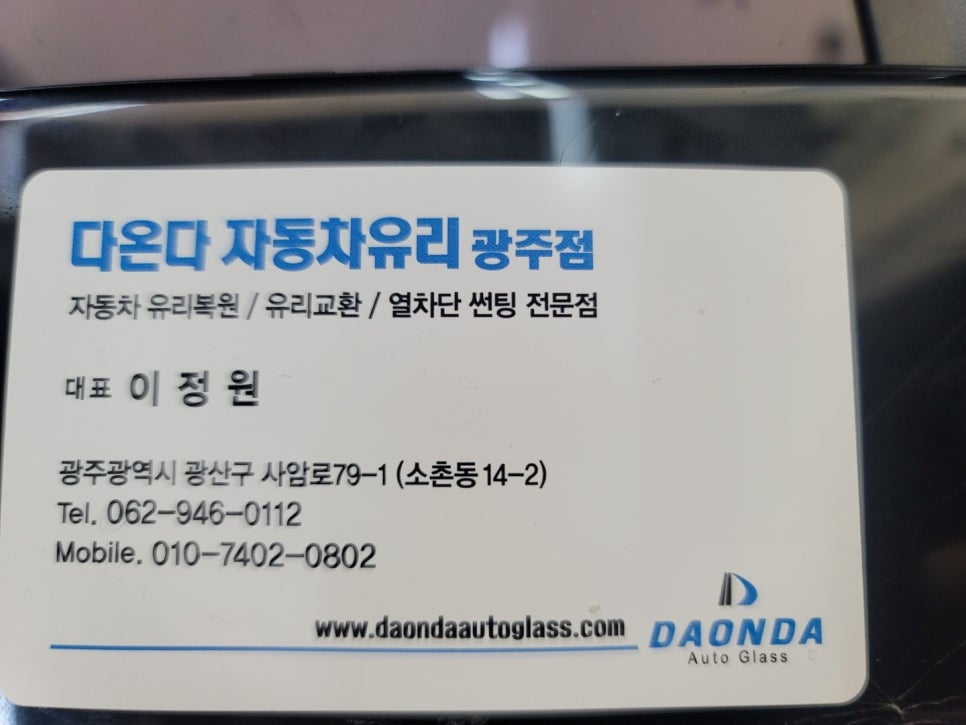 다온다 자동차유리 광주점
자동차 유리복원 / 유리교환 / 열차단 썬팅 전문점
대표 이 정 원
광주광역시 광산구 사암로79-1 (소촌동 14-2)
Tel. 062-946-0112
Mobile. 010-7402-0802
www.daondaautoglass.com
DAONDA
Auto Glass